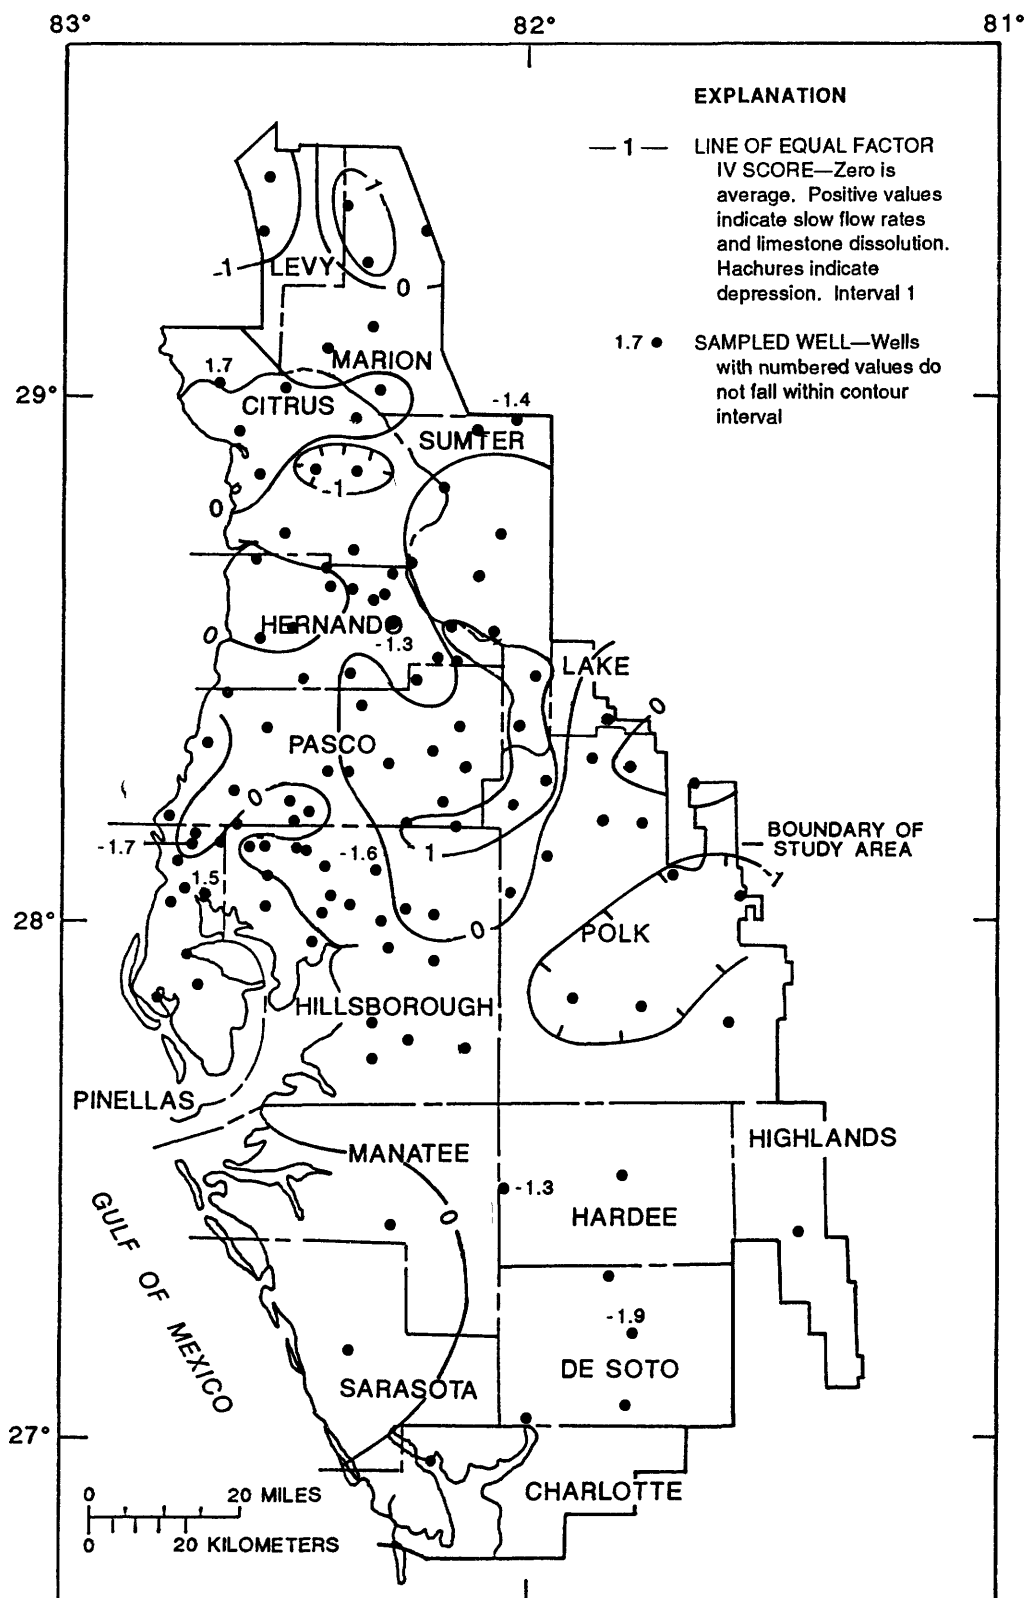 83° 82° 81°
EXPLANATION
— 1 — LINE OF EQUAL FACTOR
IV SCORE—Zero is
average. Positive values
indicate slow flow rates
and limestone dissolution.
Hachures indicate
depression. Interval 1
1.7 SAMPLED WELL—Wells
with numbered values do
not fall within contour
interval
1
-1
LEVY
0
MARION
1.7
29°
CITRUS
-1.4
SUMTER
-1
0
HERNANDO
0
-1.3
LAKE
0
PASCO
0
BOUNDARY OF
STUDY AREA
-1.7
-1.6
1
-1
1.5
28°
0
POLK
HILLSBOROUGH
PINELLAS
HIGHLANDS
MANATEE
-1.3
0
HARDEE
GULF OF MEXICO
-1.9
DE SOTO
SARASOTA
27°
CHARLOTTE
0 20 MILES
0 20 KILOMETERS